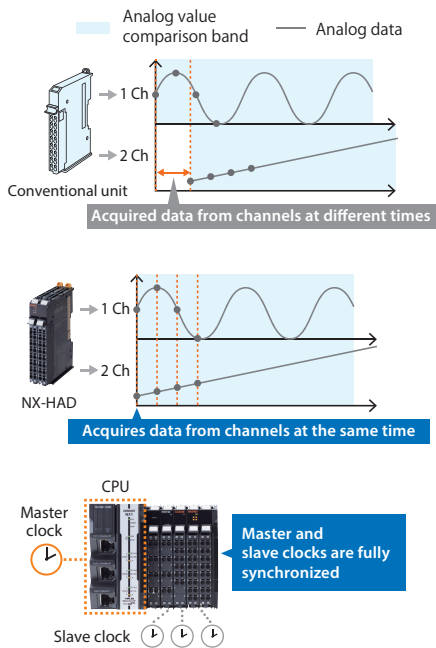 Analog value
comparison band
Analog data
1 Ch
2 Ch
Conventional unit
Acquired data from channels at different times
1 Ch
2 Ch
NX-HAD
Acquires data from channels at the same time
CPU
Master
clock
Master and
slave clocks are fully
synchronized
Slave clock